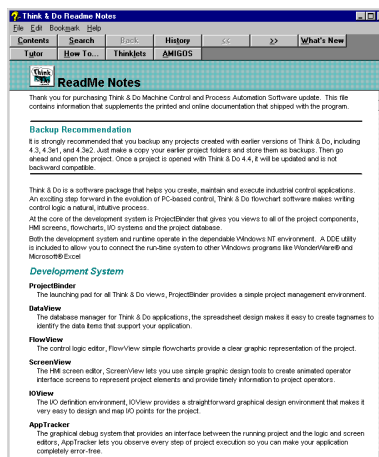 Think & Do Readme Notes
File Edit Bookmark Help
Contents Search Back History << >> What's New
Tutor How To... ThinkJets AMIGOS
Think
ReadMe Notes
Thank you for purchasing Think & Do Machine Control and Process Automation Software update. This file
contains information that supplements the printed and online documentation that shipped with the program.
Backup Recommendation
It is strongly recommended that you backup any projects created with earlier versions of Think & Do, including
4.3, 4.3e1, and 4.3e2. Just make a copy your earlier project folders and store them as backups. Then go
ahead and open the project. Once a project is opened with Think & Do 4.4, it will be updated and is not
backward compatible.
Think & Do is a software package that helps you create, maintain and execute industrial control applications.
An exciting step forward in the evolution of PC-based control, Think & Do flowchart software makes writing
control logic a natural, intuitive process.
At the core of the development system is ProjectBinder that gives you views to all of the project components,
HMI screens, flowcharts, I/O systems and the project database.
Both the development system and runtime operate in the dependable Windows NT environment. A DDE utility
is included to allow you to connect the run-time system to other Windows programs like WonderWare® and
Microsoft® Excel
Development System
ProjectBinder
The launching pad for all Think & Do views, ProjectBinder provides a simple project management environment.
DataView
The database manager for Think & Do applications, the spreadsheet design makes it easy to create tagnames to
identify the data items that support your application.
FlowView
The control logic editor, FlowView simple flowcharts provide a clear graphic representation of the project.
ScreenView
The HMI screen editor, ScreenView lets you use simple graphic design tools to create animated operator
interface screens to represent project elements and provide timely information to project operators.
IOView
The I/O definition environment, IOView provides a straightforward graphical design environment that makes it
very easy to design and map I/O points for the project.
AppTracker
The graphical debug system that provides an interface between the running project and the logic and screen
editors, AppTracker lets you observe every step of project execution so you can make your application
completely error-free.